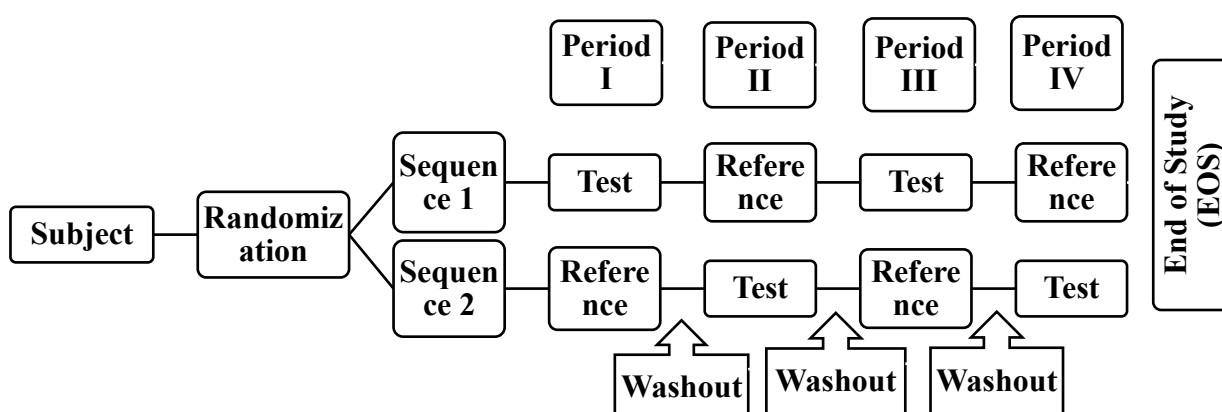 Period
I
Period
II
Period
III
Period
IV
End of Study
(EOS)
Subject
Randomiz
ation
Sequen
ce 1
Test
Refere
nce
Test
Refere
nce
Sequen
ce 2
Refere
nce
Test
Refere
nce
Test
Washout
Washout
Washout